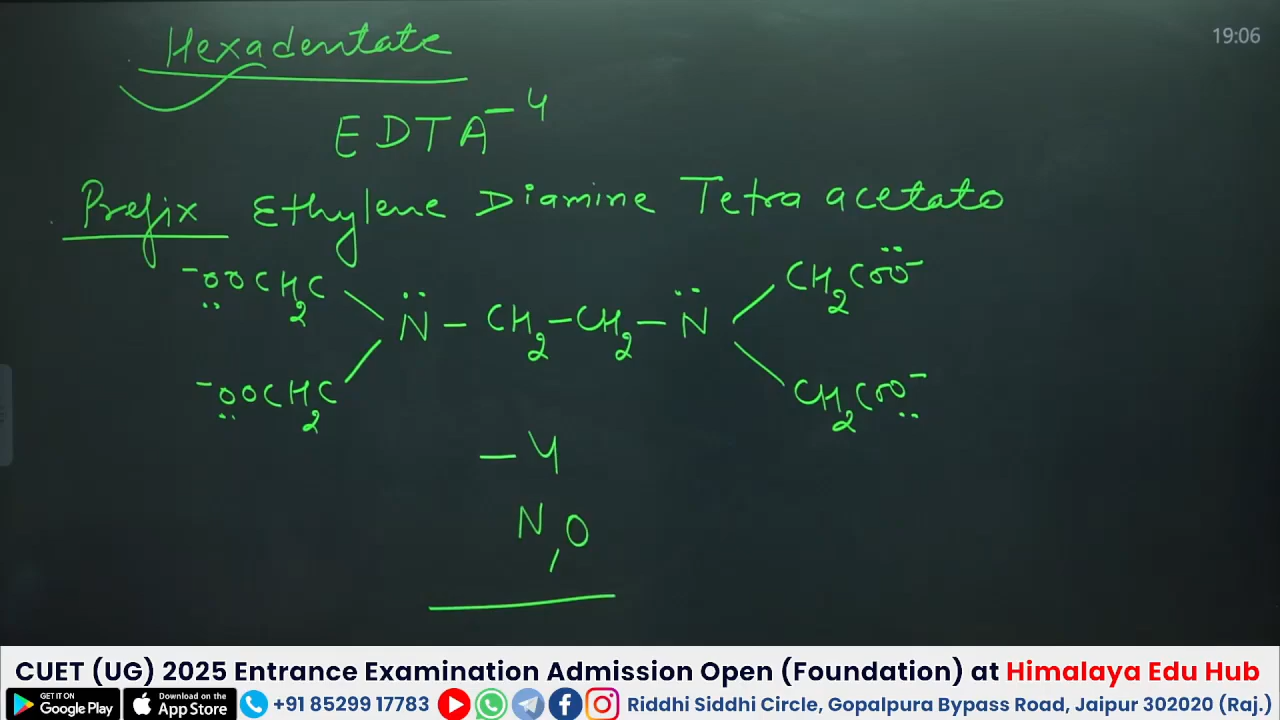 Hexadentate
19:06
EDTA⁻⁴
Prefix Ethylene Diamine Tetra acetato
⁻OOCH₂C CH₂COO⁻
N̈ – CH₂ – CH₂ – N̈
⁻OOCH₂C CH₂COO⁻
– 4
N, O
CUET (UG) 2025 Entrance Examination Admission Open (Foundation) at Himalaya Edu Hub
GET IT ON Google Play Download on the App Store +91 85299 17783 Riddhi Siddhi Circle, Gopalpura Bypass Road, Jaipur 302020 (Raj.)